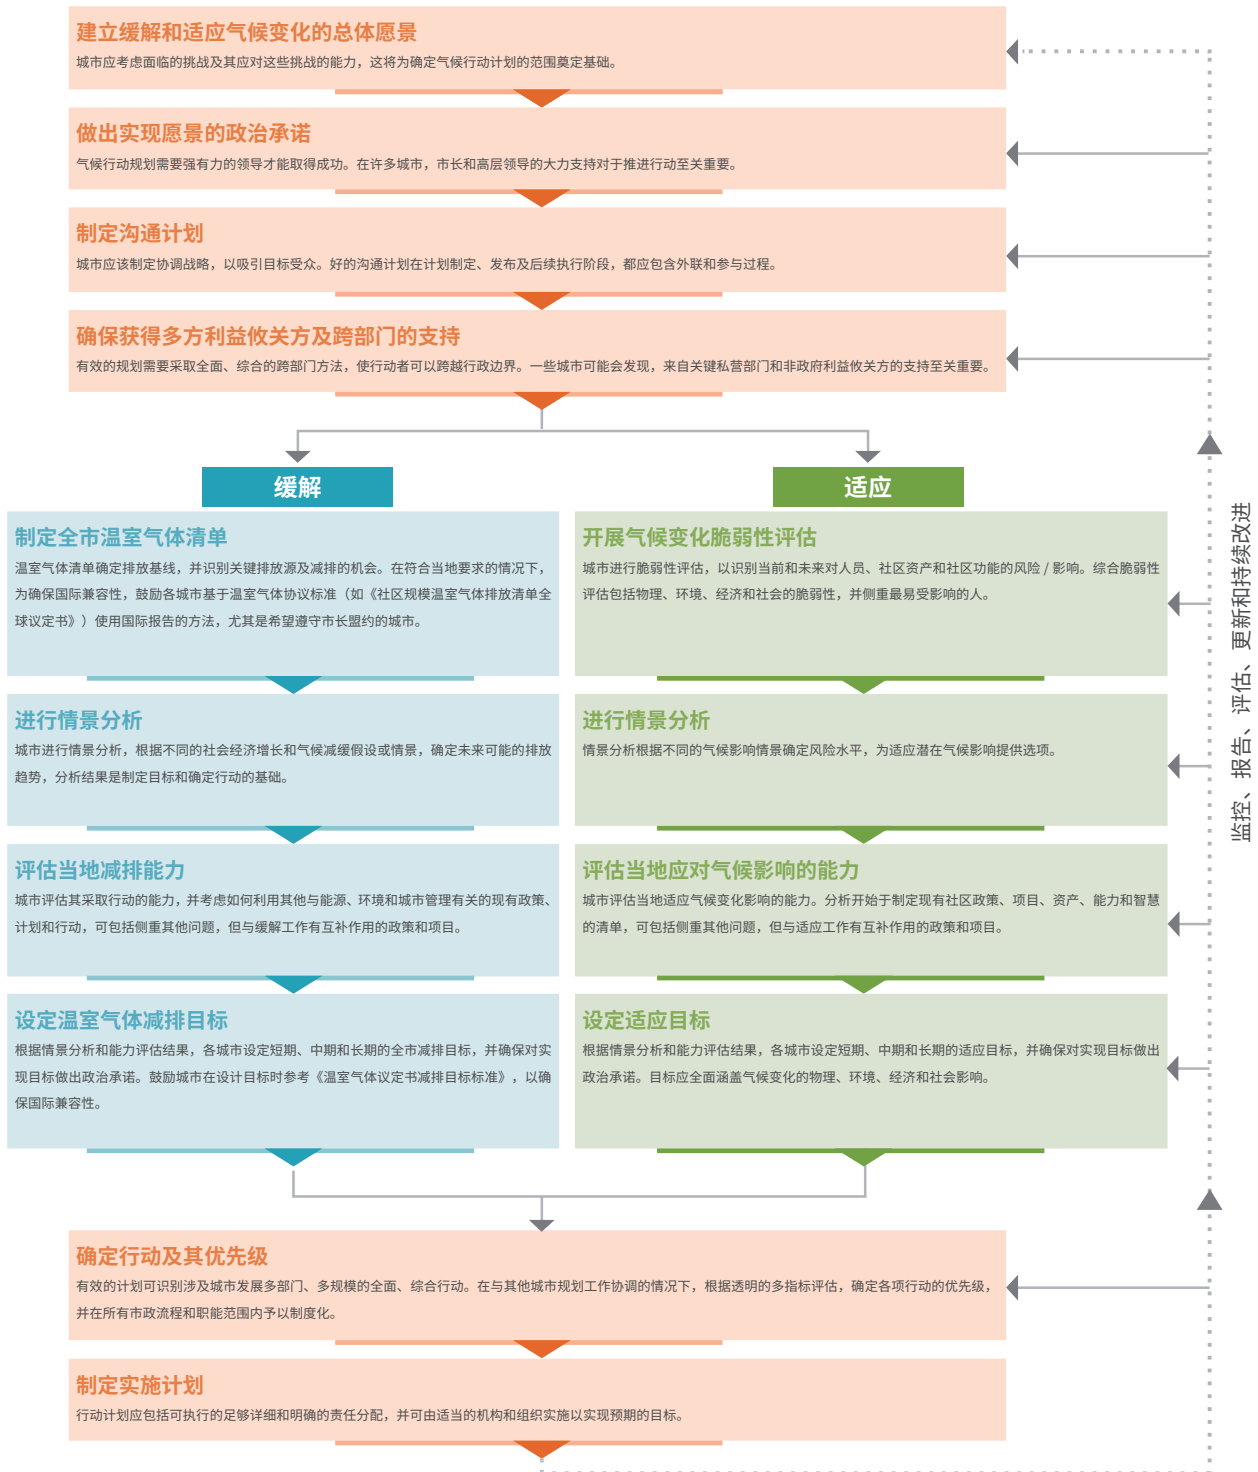 建立缓解和适应气候变化的总体愿景
城市应考虑面临的挑战及其应对这些挑战的能力，这将为确定气候行动计划的范围奠定基础。
做出实现愿景的政治承诺
气候行动规划需要强有力的领导才能取得成功。在许多城市，市长和高层领导的大力支持对于推进行动至关重要。
制定沟通计划
城市应该制定协调战略，以吸引目标受众。好的沟通计划在计划制定、发布及后续执行阶段，都应包含外联和参与过程。
确保获得多方利益攸关方及跨部门的支持
有效的规划需要采取全面、综合的跨部门方法，使行动者可以跨越行政边界。一些城市可能会发现，来自关键私营部门和非政府利益攸关方的支持至关重要。
缓解
制定全市温室气体清单
温室气体清单确定排放基线，并识别关键排放源及减排的机会。在符合当地要求的情况下，
为确保国际兼容性，鼓励各城市基于温室气体协议标准（如《社区规模温室气体排放清单全
球议定书》）使用国际报告的方法，尤其是希望遵守市长盟约的城市。
进行情景分析
城市进行情景分析，根据不同的社会经济增长和气候减缓假设或情景，确定未来可能的排放
趋势，分析结果是制定目标和确定行动的基础。
评估当地减排能力
城市评估其采取行动的能力，并考虑如何利用其他与能源、环境和城市管理有关的现有政策、
计划和行动，可包括侧重其他问题，但与缓解工作有互补作用的政策和项目。
设定温室气体减排目标
根据情景分析和能力评估结果，各城市设定短期、中期和长期的全市减排目标，并确保对实
现目标做出政治承诺。鼓励城市在设计目标时参考《温室气体议定书减排目标标准》，以确
保国际兼容性。
适应
开展气候变化脆弱性评估
城市进行脆弱性评估，以识别当前和未来对人员、社区资产和社区功能的风险 / 影响。综合脆弱性
评估包括物理、环境、经济和社会的脆弱性，并侧重最易受影响的人。
进行情景分析
情景分析根据不同的气候影响情景确定风险水平，为适应潜在气候影响提供选项。
评估当地应对气候影响的能力
城市评估当地适应气候变化影响的能力。分析开始于制定现有社区政策、项目、资产、能力和智慧
的清单，可包括侧重其他问题，但与适应工作有互补作用的政策和项目。
设定适应目标
根据情景分析和能力评估结果，各城市设定短期、中期和长期的适应目标，并确保对实现目标做出
政治承诺。目标应全面涵盖气候变化的物理、环境、经济和社会影响。
确定行动及其优先级
有效的计划可识别涉及城市发展多部门、多规模的全面、综合行动。在与其他城市规划工作协调的情况下，根据透明的多指标评估，确定各项行动的优先级，
并在所有市政流程和职能范围内予以制度化。
制定实施计划
行动计划应包括可执行的足够详细和明确的责任分配，并可由适当的机构和组织实施以实现预期的目标。
监控、报告、评估、更新和持续改进